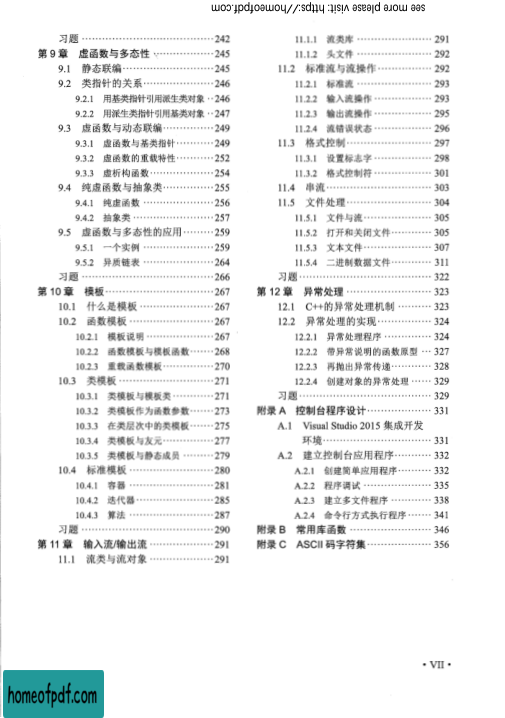 see more please visit: https://homeofpdf.com
习题 ································ 242
第 9 章 虚函数与多态性 ················ 245
9.1 静态联编 ························ 245
9.2 类指针的关系 ···················· 246
9.2.1 用基类指针引用派生类对象 ·· 246
9.2.2 用派生类指针引用基类对象 ·· 247
9.3 虚函数与动态联编 ················ 249
9.3.1 虚函数与基类指针 ·········· 249
9.3.2 虚函数的重载特性 ·········· 252
9.3.3 虚析构函数 ················ 254
9.4 纯虚函数与抽象类 ················ 255
9.4.1 纯虚函数 ·················· 256
9.4.2 抽象类 ···················· 257
9.5 虚函数与多态性的应用 ············ 259
9.5.1 一个实例 ·················· 259
9.5.2 异质链表 ·················· 264
习题 ································ 266
第 10 章 模板 ························ 267
10.1 什么是模板 ····················· 267
10.2 函数模板 ······················· 267
10.2.1 模板说明 ················· 267
10.2.2 函数模板与模板函数 ······· 268
10.2.3 重载函数模板 ············· 270
10.3 类模板 ························· 271
10.3.1 类模板与模板类 ··········· 271
10.3.2 类模板作为函数参数 ······· 273
10.3.3 在类层次中的类模板 ······· 275
10.3.4 类模板与友元 ············· 277
10.3.5 类模板与静态成员 ········· 279
10.4 标准模板 ······················· 280
10.4.1 容器 ····················· 281
10.4.2 迭代器 ··················· 285
10.4.3 算法 ····················· 287
习题 ································ 290
第 11 章 输入流/输出流 ··············· 291
11.1 流类与流对象 ··················· 291
11.1.1 流类库 ··················· 291
11.1.2 头文件 ··················· 292
11.2 标准流与流操作 ················· 292
11.2.1 标准流 ··················· 293
11.2.2 输入流操作 ··············· 293
11.2.3 输出流操作 ··············· 295
11.2.4 流错误状态 ··············· 296
11.3 格式控制 ······················· 297
11.3.1 设置标志字 ··············· 298
11.3.2 格式控制符 ··············· 301
11.4 串流 ··························· 303
11.5 文件处理 ······················· 304
11.5.1 文件与流 ················· 305
11.5.2 打开和关闭文件 ··········· 305
11.5.3 文本文件 ················· 307
11.5.4 二进制数据文件 ··········· 311
习题 ································ 322
第 12 章 异常处理 ···················· 323
12.1 C++的异常处理机制 ·············· 323
12.2 异常处理的实现 ················· 324
12.2.1 异常处理程序 ············· 324
12.2.2 带异常说明的函数原型 ····· 327
12.2.3 再抛出异常传递 ··········· 328
12.2.4 创建对象的异常处理 ······· 329
习题 ································ 329
附录 A 控制台程序设计 ················ 331
A.1 Visual Studio 2015 集成开发
环境 ································ 331
A.2 建立控制台应用程序 ·············· 332
A.2.1 创建简单应用程序 ·········· 332
A.2.2 程序调试 ·················· 335
A.2.3 建立多文件程序 ············ 338
A.2.4 命令行方式执行程序 ········ 341
附录 B 常用库函数 ···················· 346
附录 C ASCII 码字符集 ················ 356
· VII ·
homeofpdf.com